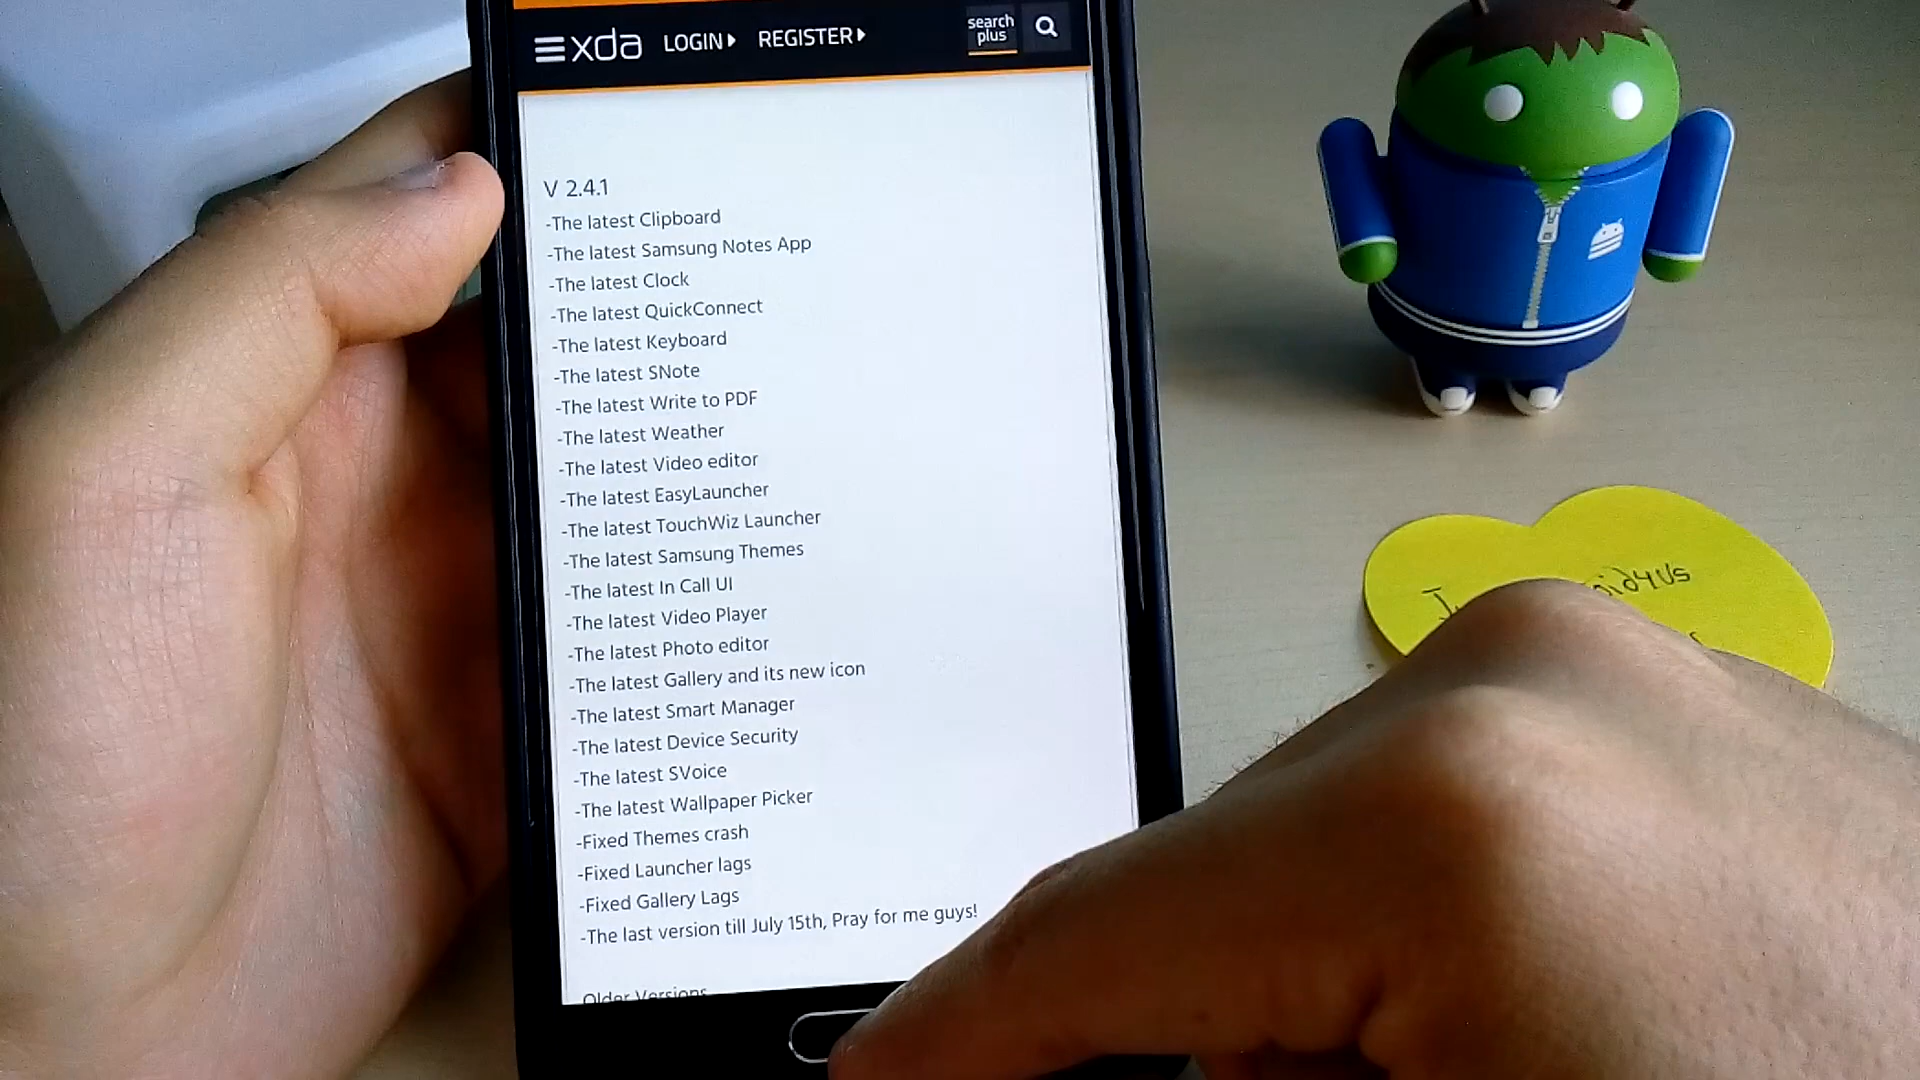 xda LOGIN REGISTER search plus
V 2.4.1
-The latest Clipboard
-The latest Samsung Notes App
-The latest Clock
-The latest QuickConnect
-The latest Keyboard
-The latest SNote
-The latest Write to PDF
-The latest Weather
-The latest Video editor
-The latest EasyLauncher
-The latest TouchWiz Launcher
-The latest Samsung Themes
-The latest In Call UI
-The latest Video Player
-The latest Photo editor
-The latest Gallery and its new icon
-The latest Smart Manager
-The latest Device Security
-The latest SVoice
-The latest Wallpaper Picker
-Fixed Themes crash
-Fixed Launcher lags
-Fixed Gallery Lags
-The last version till July 15th, Pray for me guys!
Older Versions